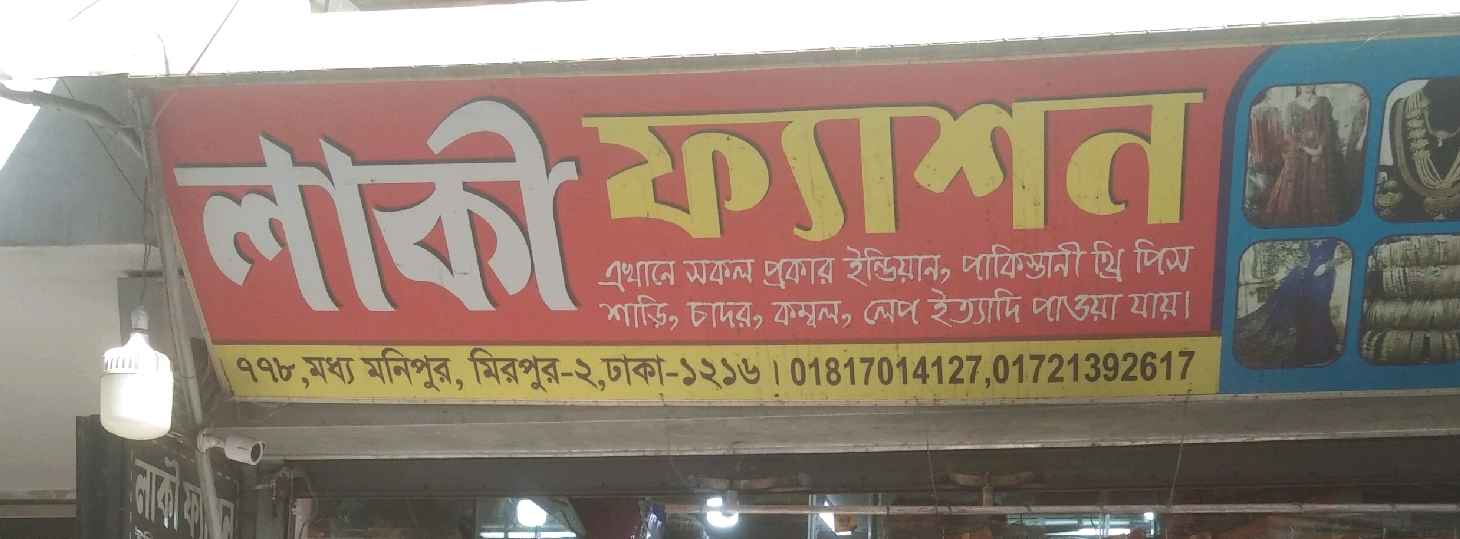 লাকী ফ্যাশন
এখানে সকল প্রকার ইন্ডিয়ান, পাকিস্তানী থ্রি পিস
শাড়ি, চাদর, কম্বল, লেপ ইত্যাদি পাওয়া যায়।
৭৭৮,মধ্য মনিপুর, মিরপুর-২,ঢাকা-১২১৬। 01817014127,01721392617
লাকী ফ্যাশন